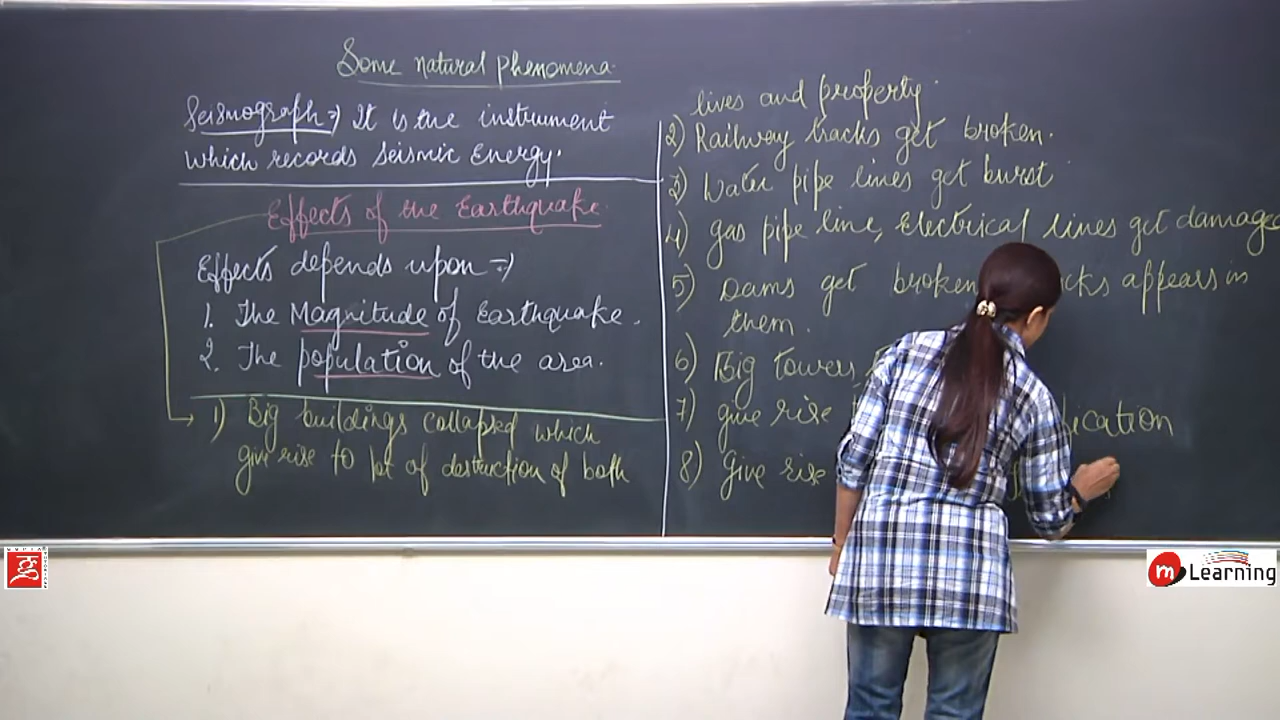 Some natural phenomena.
Seismograph => It is the instrument
which records Seismic Energy.
Effects of the Earthquake
Effects depends upon =>
1. The Magnitude of Earthquake.
2. The population of the area.
1) Big buildings collapsed which
give rise to lot of destruction of both
lives and property.
2) Railway tracks get broken.
3) Water pipe lines get burst
4) gas pipe line, Electrical lines get damaged
5) Dams get broken appears in
them.
6) Big towers,
7) give rise
8) Give rise
m Learning